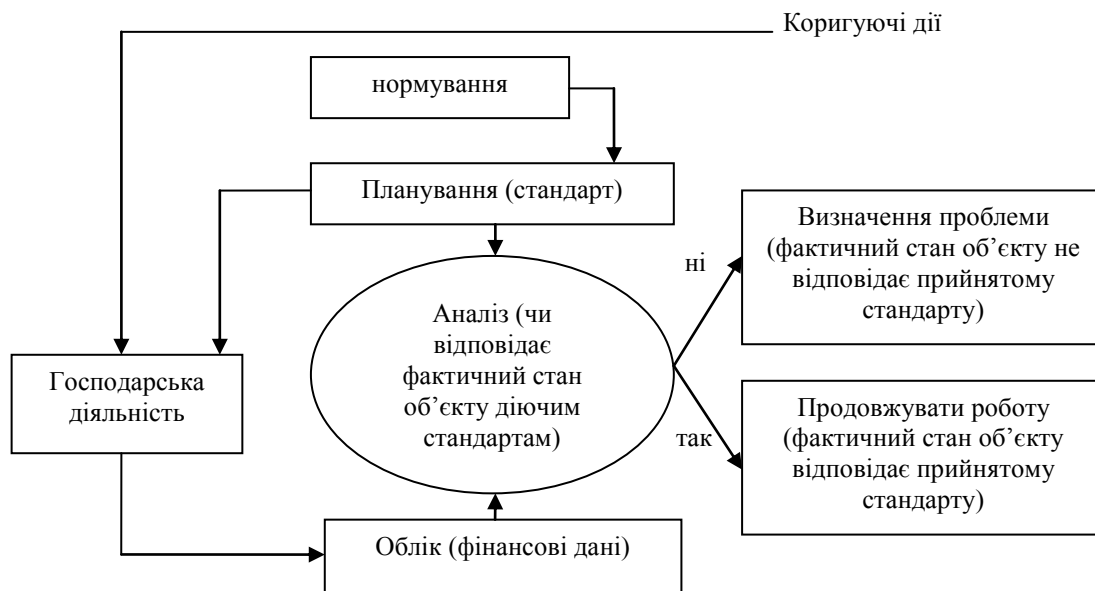 Коригуючі дії
нормування
Планування (стандарт)
Визначення проблеми
(фактичний стан об’єкту не
відповідає прийнятому
стандарту)
ні
Аналіз (чи
відповідає
фактичний стан
об’єкту діючим
стандартам)
Господарська
діяльність
так
Продовжувати роботу
(фактичний стан об’єкту
відповідає прийнятому
стандарту)
Облік (фінансові дані)